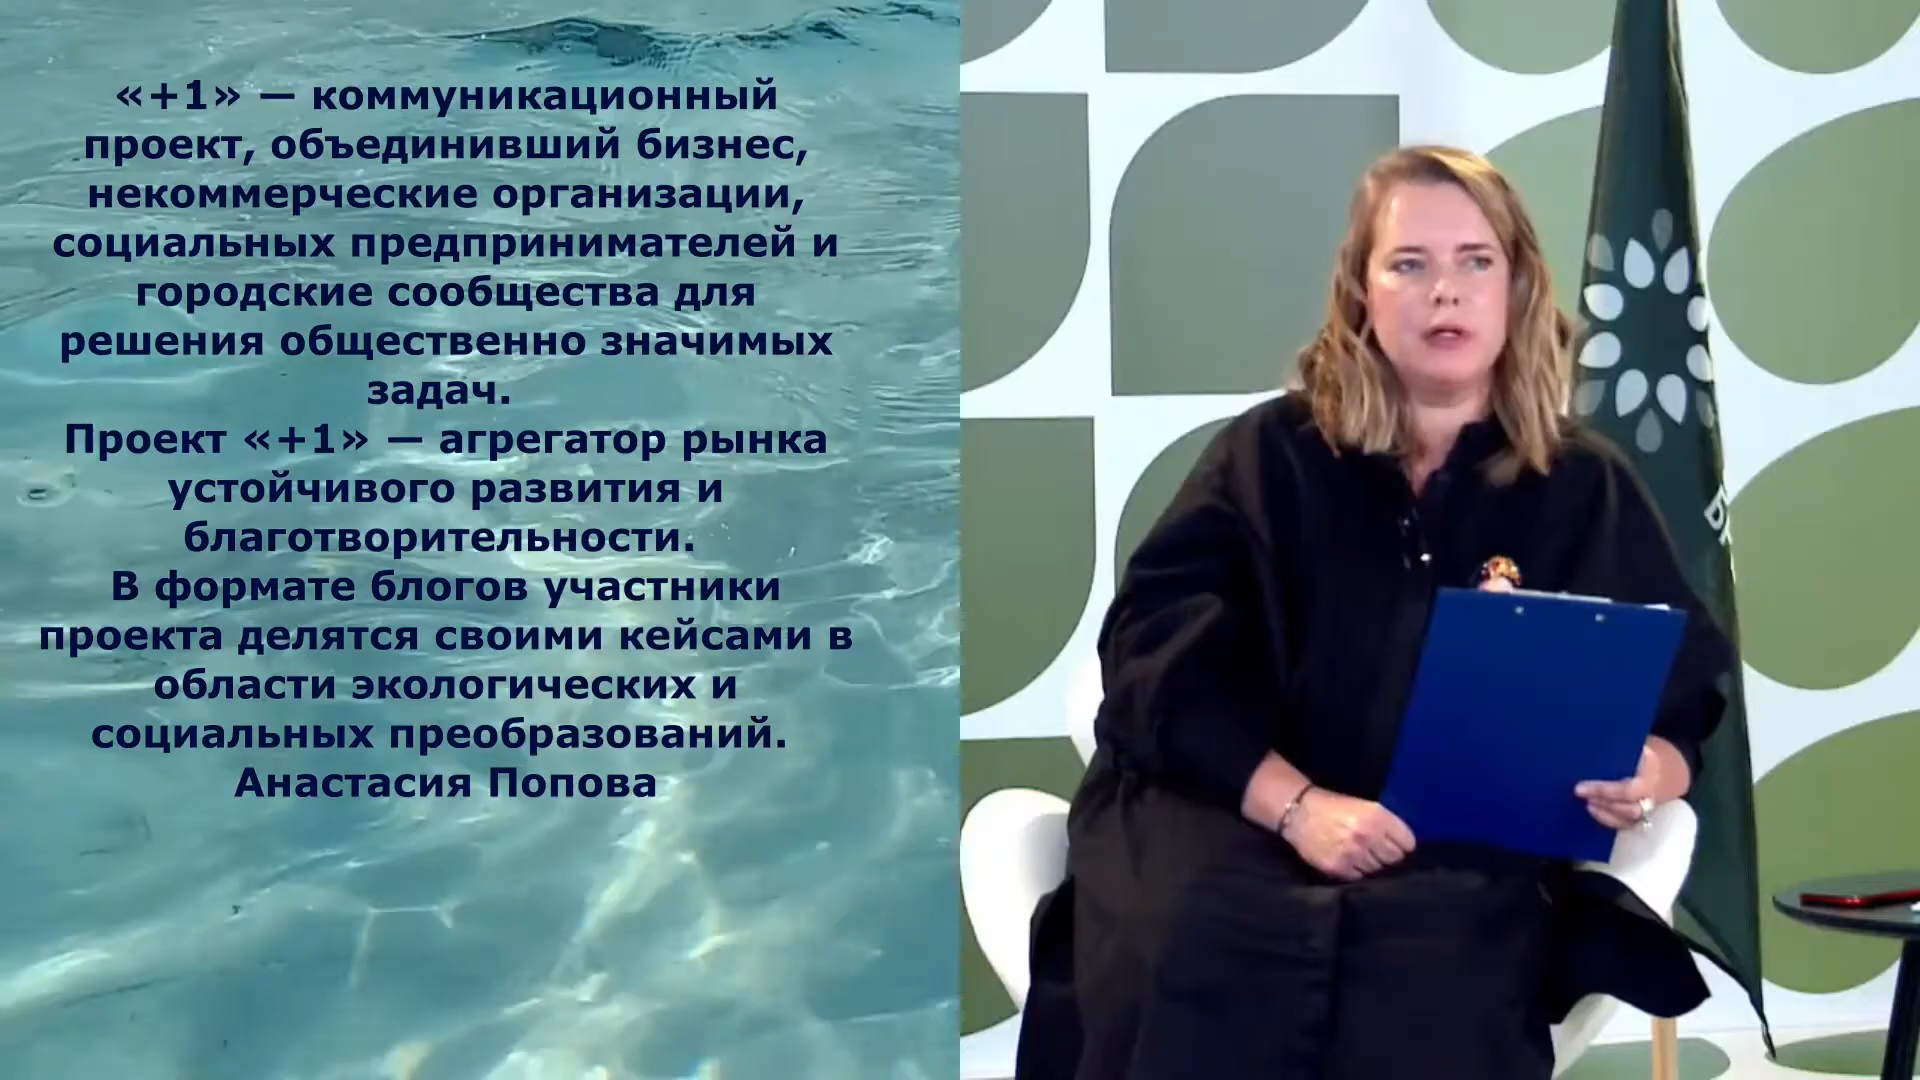 «+1» — коммуникационный
проект, объединивший бизнес,
некоммерческие организации,
социальных предпринимателей и
городские сообщества для
решения общественно значимых
задач.
Проект «+1» — агрегатор рынка
устойчивого развития и
благотворительности.
В формате блогов участники
проекта делятся своими кейсами в
области экологических и
социальных преобразований.
Анастасия Попова